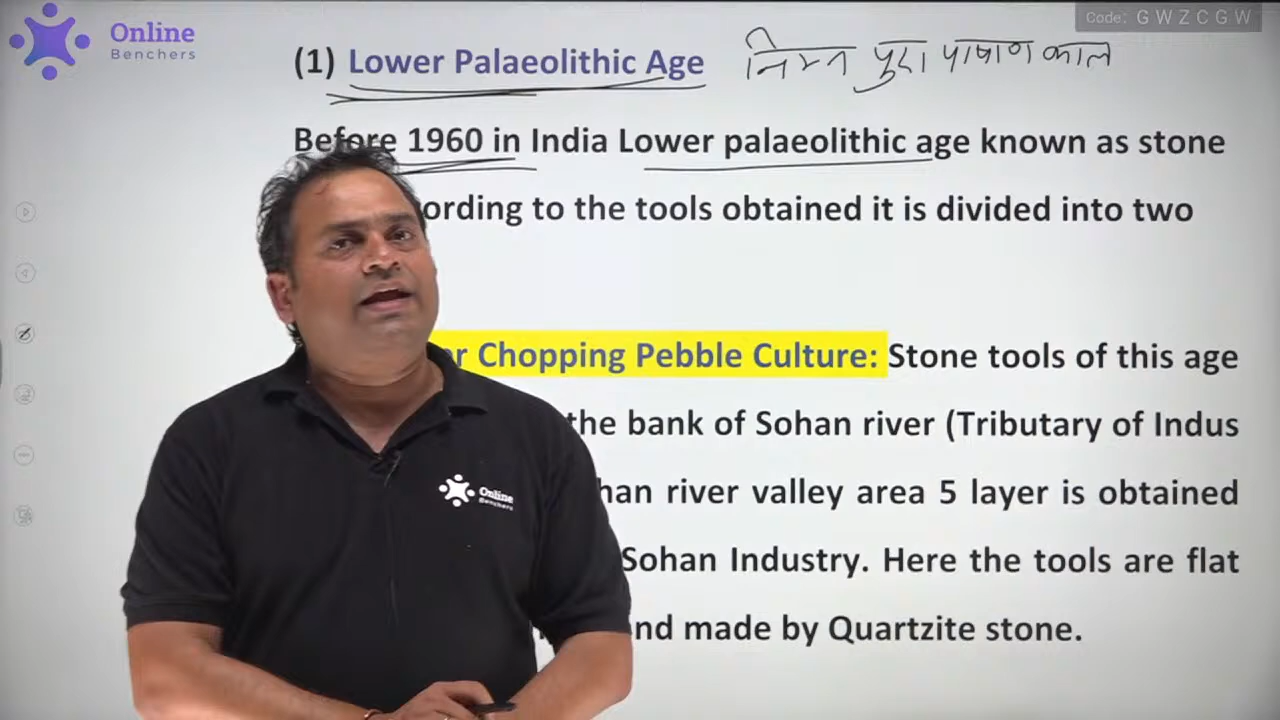 Online
Benchers
Code: G W Z C G W
(1) Lower Palaeolithic Age निम्न पुरा पाषाण काल
Before 1960 in India Lower palaeolithic age known as stone
ording to the tools obtained it is divided into two
Chopping Pebble Culture: Stone tools of this age
the bank of Sohan river (Tributary of Indus
river valley area 5 layer is obtained
Sohan Industry. Here the tools are flat
made by Quartzite stone.
Online
Benchers